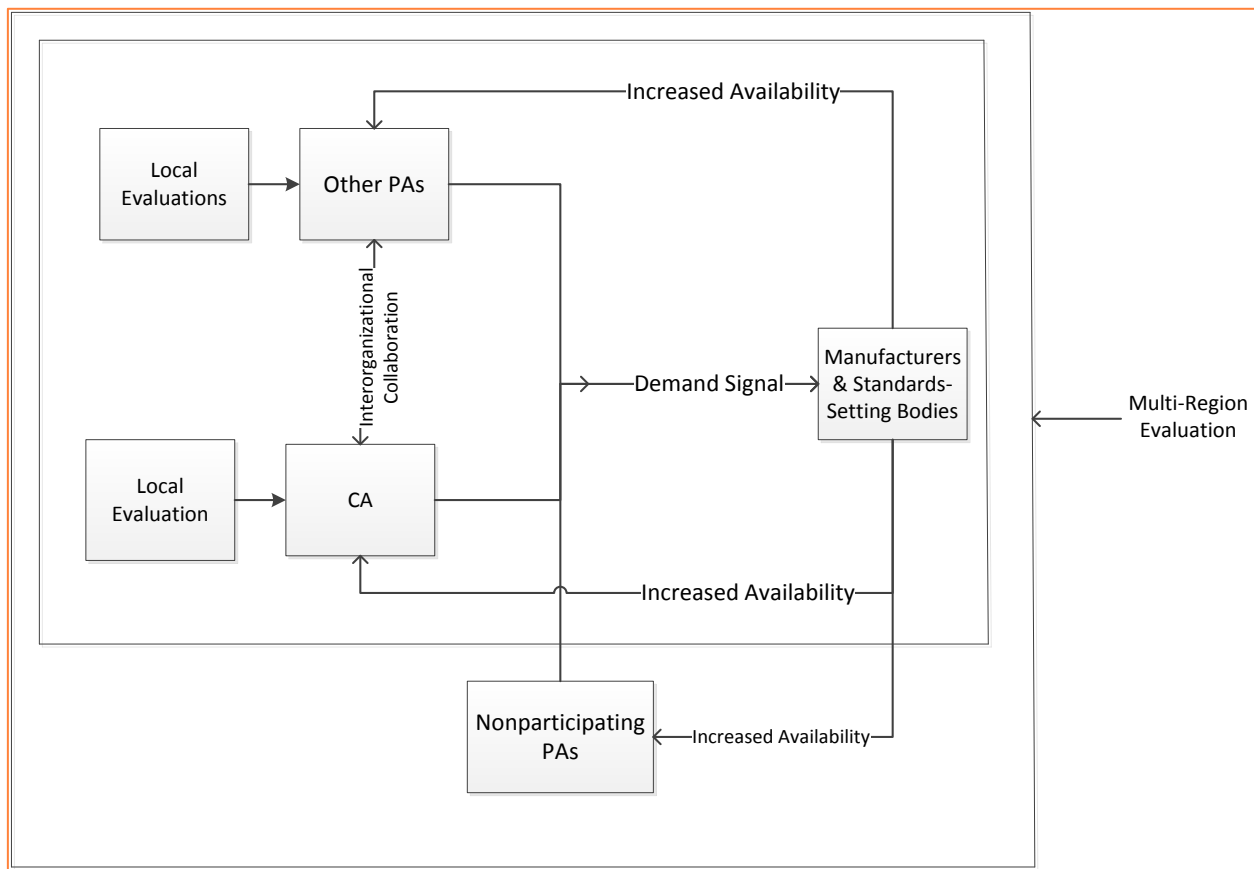 Increased Availability
Local
Evaluations
Other PAs
Interorganizational
Collaboration
Demand Signal
Manufacturers
& Standards-
Setting Bodies
Multi-Region
Evaluation
Local
Evaluation
CA
Increased Availability
Nonparticipating
PAs
Increased Availability